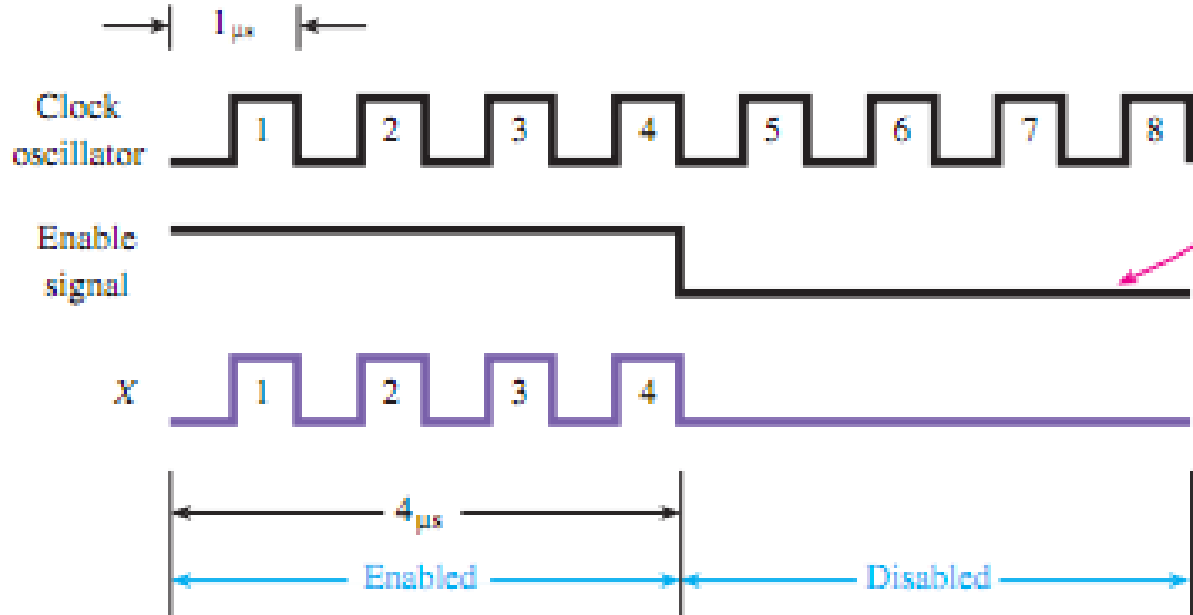 1 µs
Clock
oscillator
1 2 3 4 5 6 7 8
Enable
signal
X
1 2 3 4
4 µs
Enabled Disabled